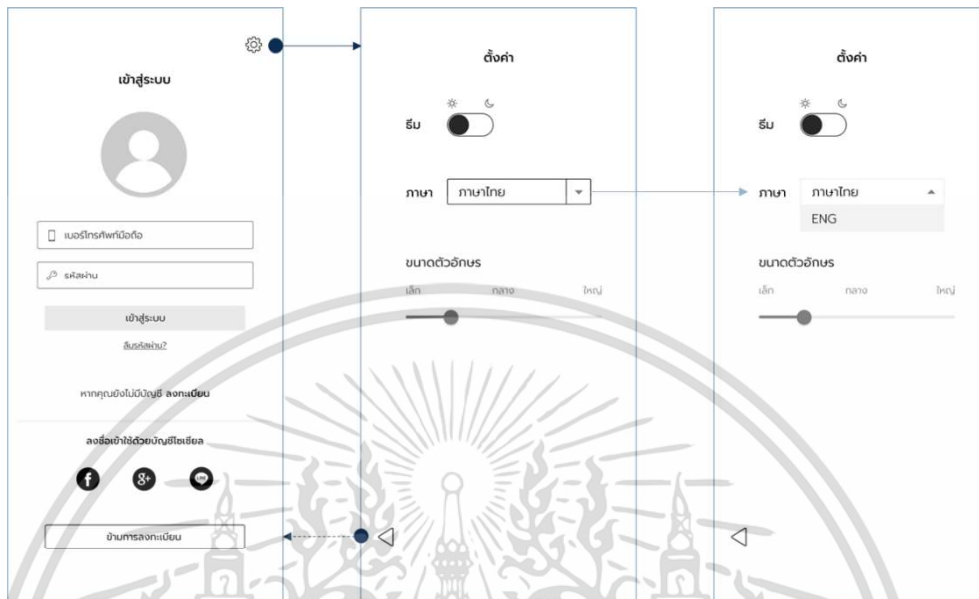 เข้าสู่ระบบ
เบอร์โทรศัพท์มือถือ
รหัสผ่าน
เข้าสู่ระบบ
ลืมรหัสผ่าน?
หากคุณยังไม่มีบัญชี ลงทะเบียน
ลงชื่อเข้าใช้ด้วยบัญชีโซเชียล
f
g+
LINE
ข้ามการลงทะเบียน
ตั้งค่า
ธีม
ภาษา ภาษาไทย
ขนาดตัวอักษร
เล็ก กลาง ใหญ่
ตั้งค่า
ธีม
ภาษา ภาษาไทย
ENG
ขนาดตัวอักษร
เล็ก กลาง ใหญ่